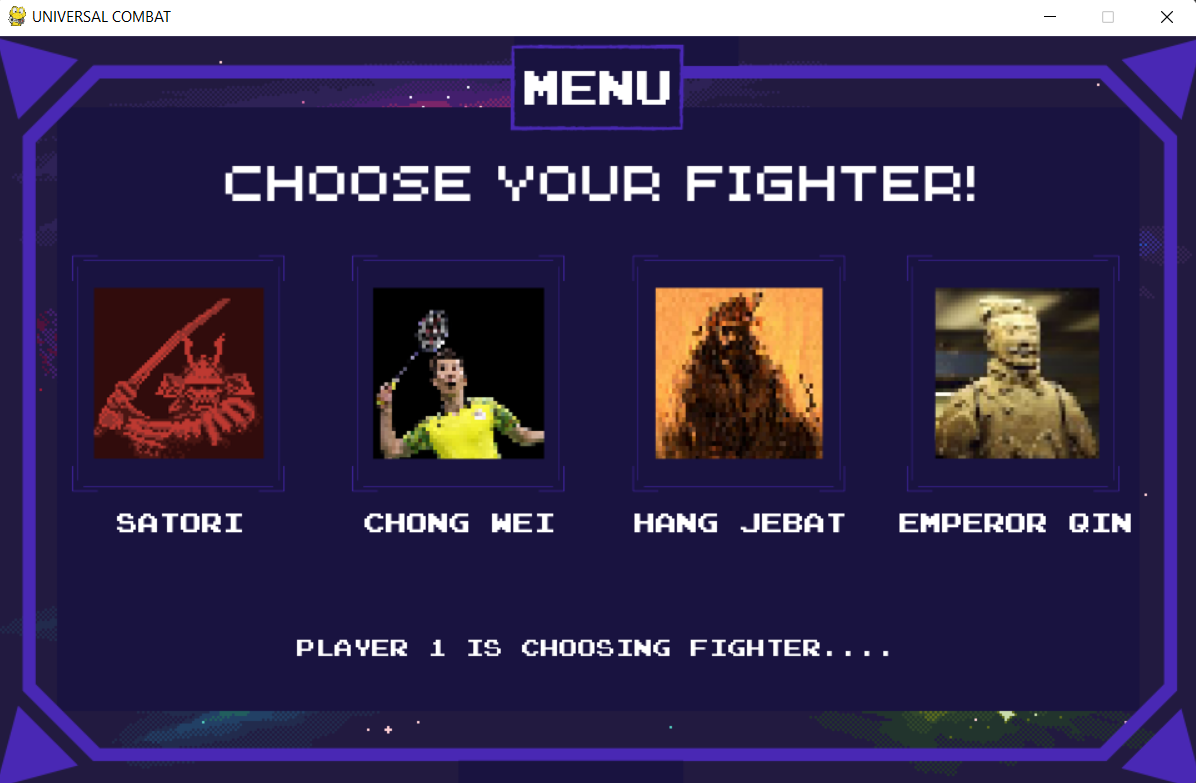 UNIVERSAL COMBAT
MENU
CHOOSE YOUR FIGHTER!
SATORI
CHONG WEI
HANG JEBAT
EMPEROR QIN
PLAYER 1 IS CHOOSING FIGHTER....